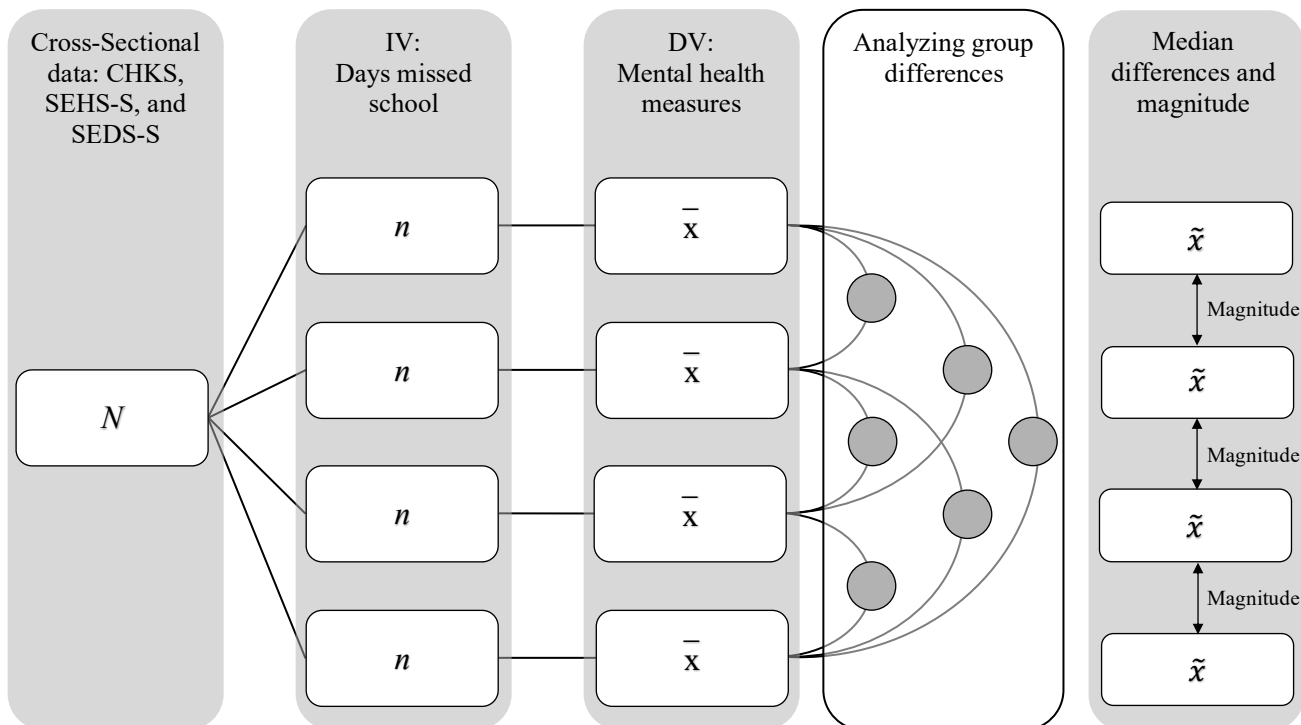 Cross-Sectional
data: CHKS,
SEHS-S, and
SEDS-S
IV:
Days missed
school
DV:
Mental health
measures
Analyzing group
differences
Median
differences and
magnitude
N
n
n
n
n
x̄
x̄
x̄
x̄
x̃
Magnitude
x̃
Magnitude
x̃
Magnitude
x̃